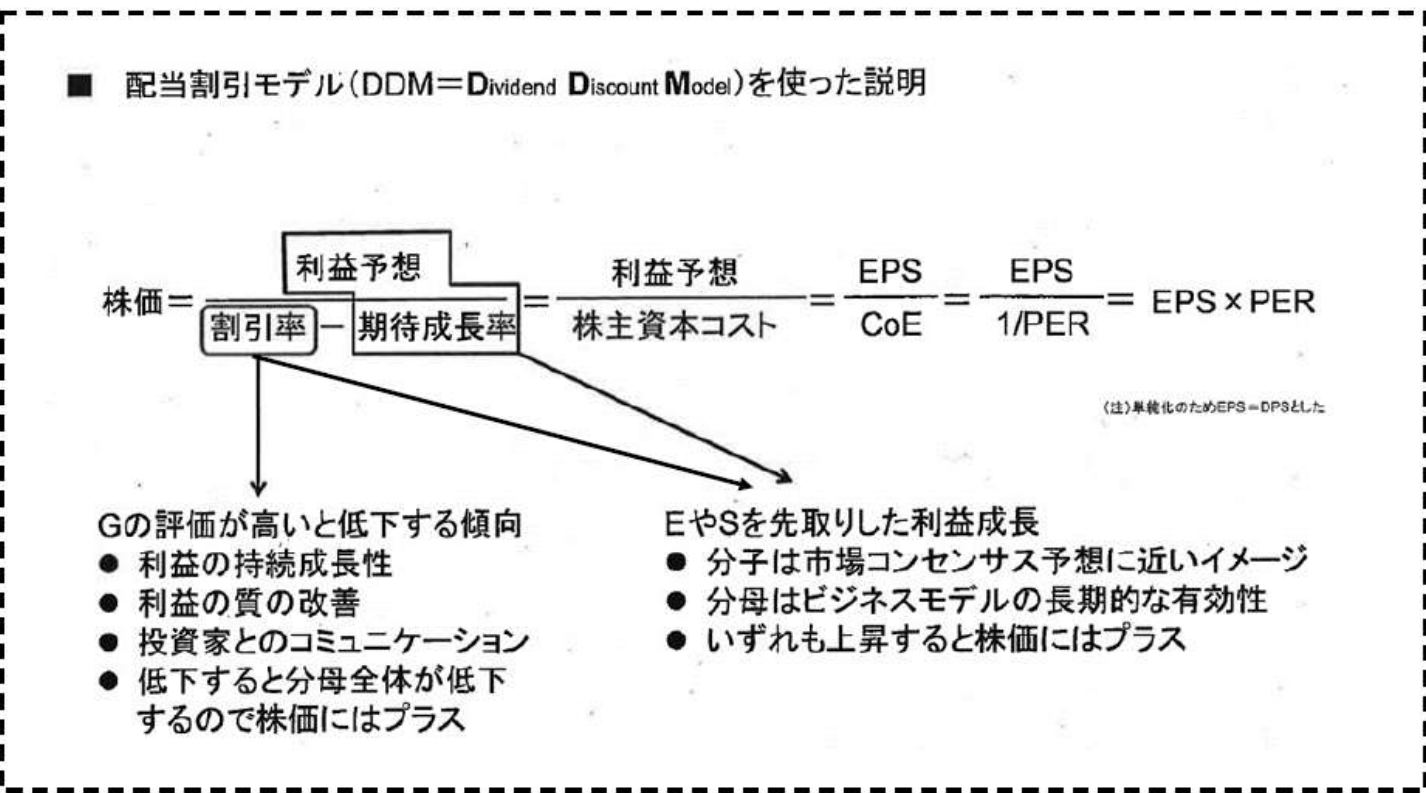 ■ 配当割引モデル(DDM=Dividend Discount Model)を使った説明
株価= 利益予想 / 割引率 − 期待成長率 = 利益予想 / 株主資本コスト = EPS / CoE = EPS / 1/PER = EPS×PER
(注)単純化のためEPS=DPSとした
Gの評価が高いと低下する傾向
● 利益の持続成長性
● 利益の質の改善
● 投資家とのコミュニケーション
● 低下すると分母全体が低下
するので株価にはプラス
EやSを先取りした利益成長
● 分子は市場コンセンサス予想に近いイメージ
● 分母はビジネスモデルの長期的な有効性
● いずれも上昇すると株価にはプラス